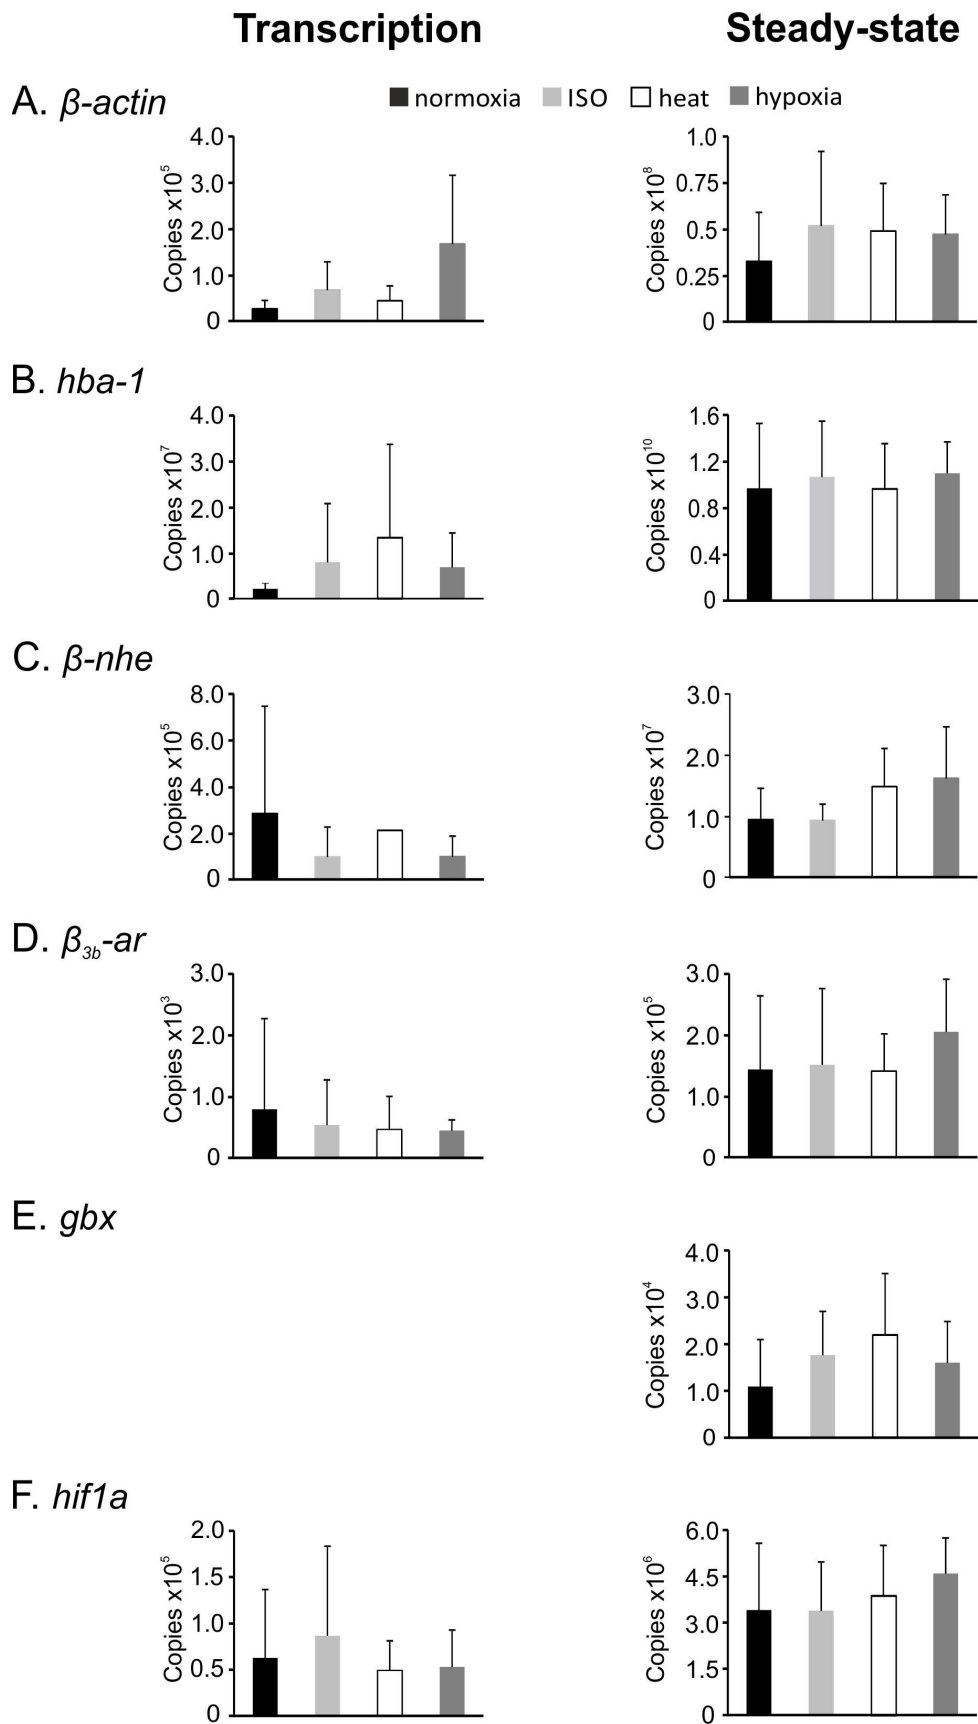 Transcription Steady-state
A. β-actin
normoxia ISO heat hypoxia
Copies x10⁵
4.0
3.0
2.0
1.0
0
Copies x10⁸
1.0
0.75
0.5
0.25
0
B. hba-1
Copies x10⁷
4.0
3.0
2.0
1.0
0
Copies x10¹⁰
1.6
1.2
0.8
0.4
0
C. β-nhe
Copies x10⁵
8.0
6.0
4.0
2.0
0
Copies x10⁷
3.0
2.0
1.0
0
D. β₃b-ar
Copies x10³
3.0
2.0
1.0
0
Copies x10⁵
3.0
2.0
1.0
0
E. gbx
Copies x10⁴
4.0
3.0
2.0
1.0
0
F. hif1a
Copies x10⁵
2.0
1.5
1.0
0.5
0
Copies x10⁶
6.0
4.5
3.0
1.5
0